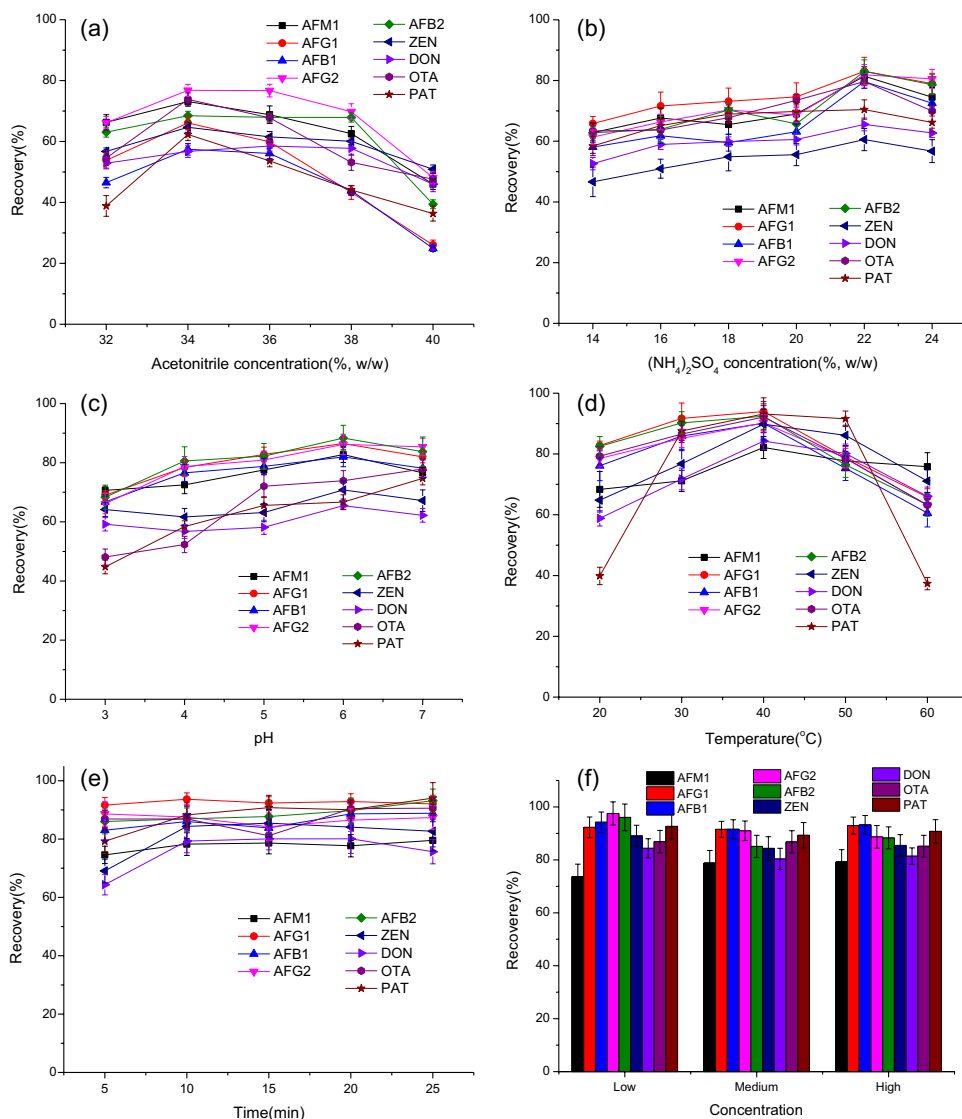 (a)
AFM1
AFG1
AFB1
AFG2
AFB2
ZEN
DON
OTA
PAT
100
80
60
40
20
0
Recovery(%)
32 34 36 38 40
Acetonitrile concentration(%, w/w)
(b)
100
80
60
40
20
0
Recovery(%)
AFM1
AFG1
AFB1
AFG2
AFB2
ZEN
DON
OTA
PAT
14 16 18 20 22 24
(NH4)2SO4 concentration(%, w/w)
(c)
100
80
60
40
20
0
Recovery(%)
AFM1
AFG1
AFB1
AFG2
AFB2
ZEN
DON
OTA
PAT
3 4 5 6 7
pH
(d)
100
80
60
40
20
0
Recovery(%)
AFM1
AFG1
AFB1
AFG2
AFB2
ZEN
DON
OTA
PAT
20 30 40 50 60
Temperature(°C)
(e)
100
80
60
40
20
0
Recovery(%)
AFM1
AFG1
AFB1
AFG2
AFB2
ZEN
DON
OTA
PAT
5 10 15 20 25
Time(min)
(f)
AFM1
AFG1
AFB1
AFG2
AFB2
ZEN
DON
OTA
PAT
100
80
60
40
20
0
Recoverey(%)
Low Medium High
Concentration